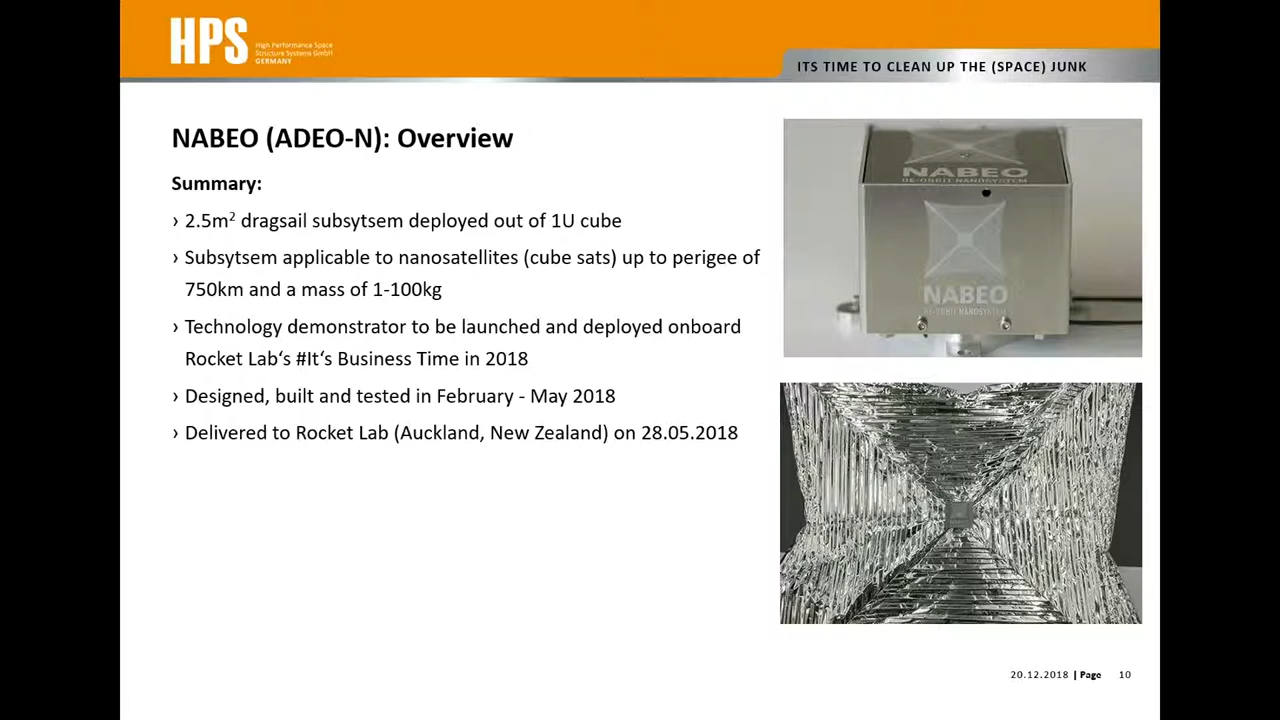 HPS
High Performance Space
Structure Systems GmbH
GERMANY
ITS TIME TO CLEAN UP THE (SPACE) JUNK
NABEO (ADEO-N): Overview
Summary:
› 2.5m² dragsail subsytsem deployed out of 1U cube
› Subsytsem applicable to nanosatellites (cube sats) up to perigee of
750km and a mass of 1-100kg
› Technology demonstrator to be launched and deployed onboard
Rocket Lab‘s #It‘s Business Time in 2018
› Designed, built and tested in February - May 2018
› Delivered to Rocket Lab (Auckland, New Zealand) on 28.05.2018
NABEO
DE-ORBIT NANOSYSTEM
NABEO
DE-ORBIT NANOSYSTEM
20.12.2018 | Page 10